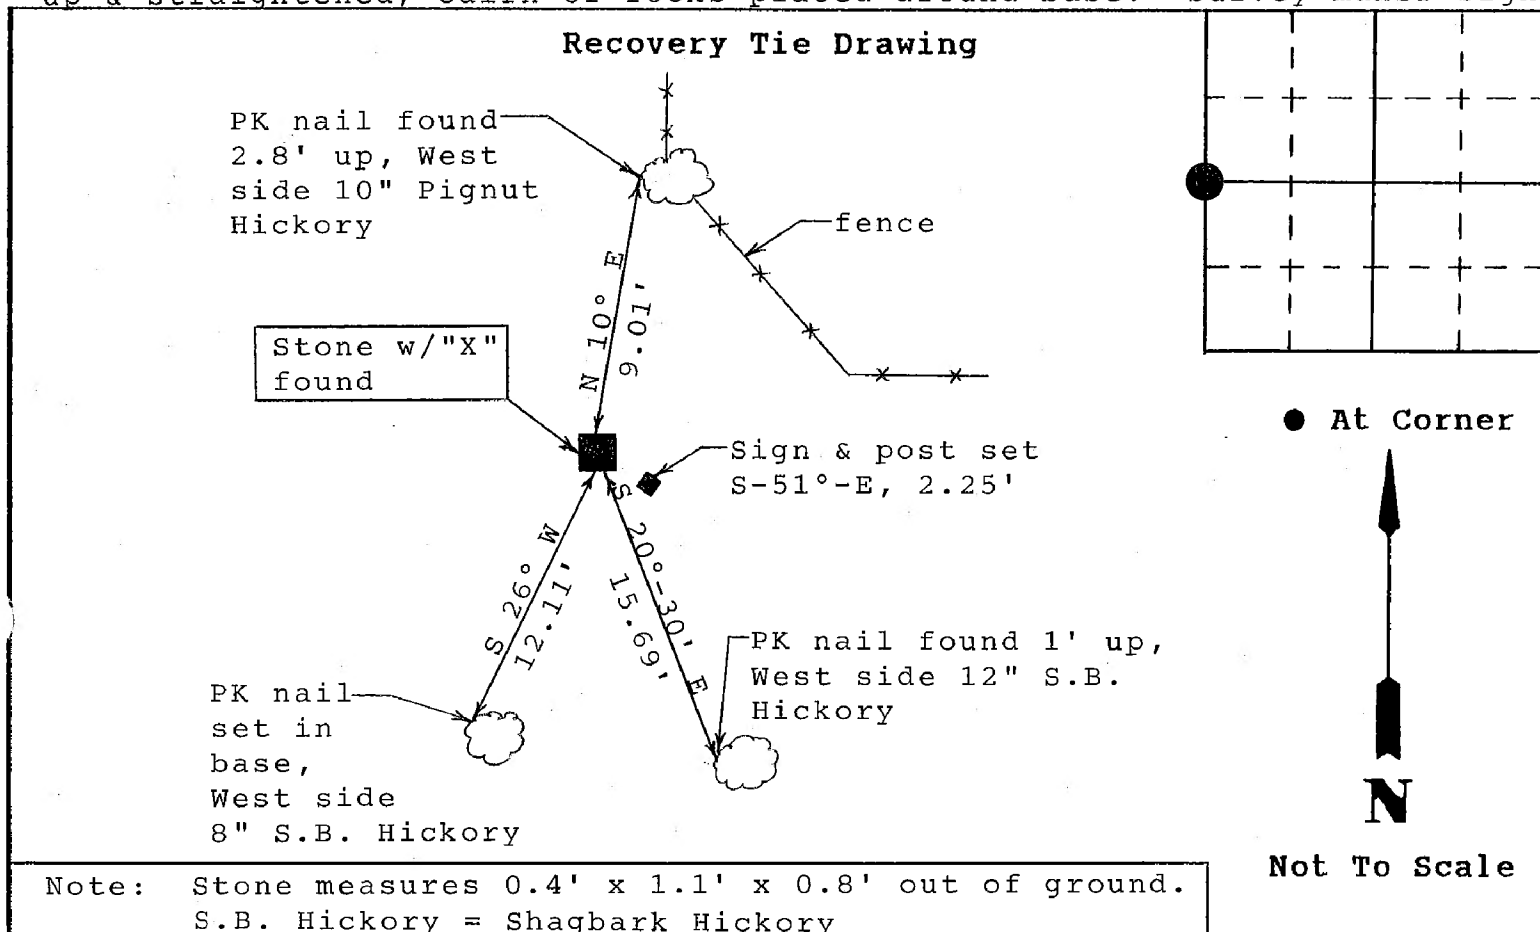 Recovery Tie Drawing
PK nail found
2.8' up, West
side 10" Pignut
Hickory
fence
N 10° E
9.01'
Stone w/"X"
found
At Corner
Sign & post set
S-51°-E, 2.25'
S 26° W
12.11'
S 20°-30' E
15.69'
PK nail found 1' up,
West side 12" S.B.
Hickory
PK nail
set in
base,
West side
8" S.B. Hickory
N
Not To Scale
Note: Stone measures 0.4' x 1.1' x 0.8' out of ground.
S.B. Hickory = Shagbark Hickory